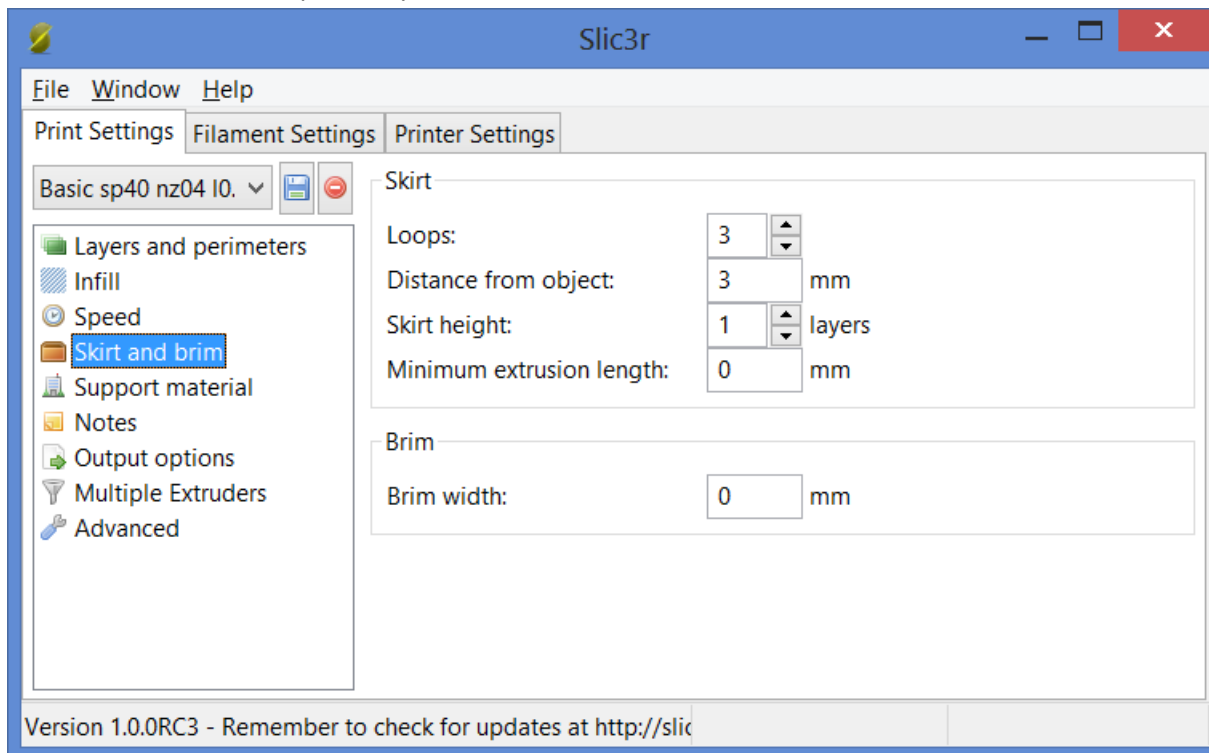 Slic3r
File Window Help
Print Settings Filament Settings Printer Settings
Basic sp40 nz04 l0.
Layers and perimeters
Infill
Speed
Skirt and brim
Support material
Notes
Output options
Multiple Extruders
Advanced
Skirt
Loops: 3
Distance from object: 3 mm
Skirt height: 1 layers
Minimum extrusion length: 0 mm
Brim
Brim width: 0 mm
Version 1.0.0RC3 - Remember to check for updates at http://slic